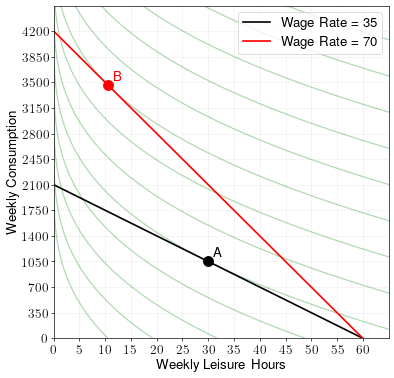 Wage Rate = 35
Wage Rate = 70
4200
3850
3500
3150
2800
2450
2100
1750
1400
1050
700
350
0
B
A
0 5 10 15 20 25 30 35 40 45 50 55 60
Weekly Leisure Hours
Weekly Consumption